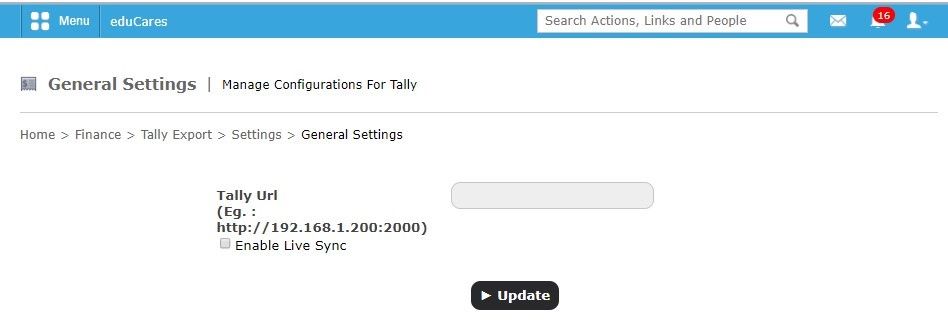 Menu eduCares Search Actions, Links and People 16
General Settings | Manage Configurations For Tally
Home > Finance > Tally Export > Settings > General Settings
Tally Url
(Eg. :
http://192.168.1.200:2000)
Enable Live Sync
► Update